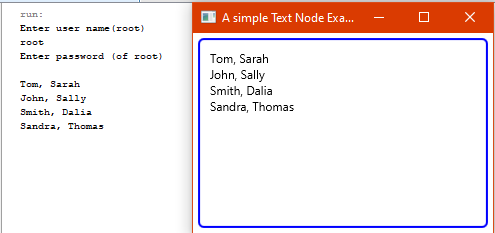 run:
Enter user name(root)
root
Enter password (of root)
Tom, Sarah
John, Sally
Smith, Dalia
Sandra, Thomas
A simple Text Node Exa...
Tom, Sarah
John, Sally
Smith, Dalia
Sandra, Thomas